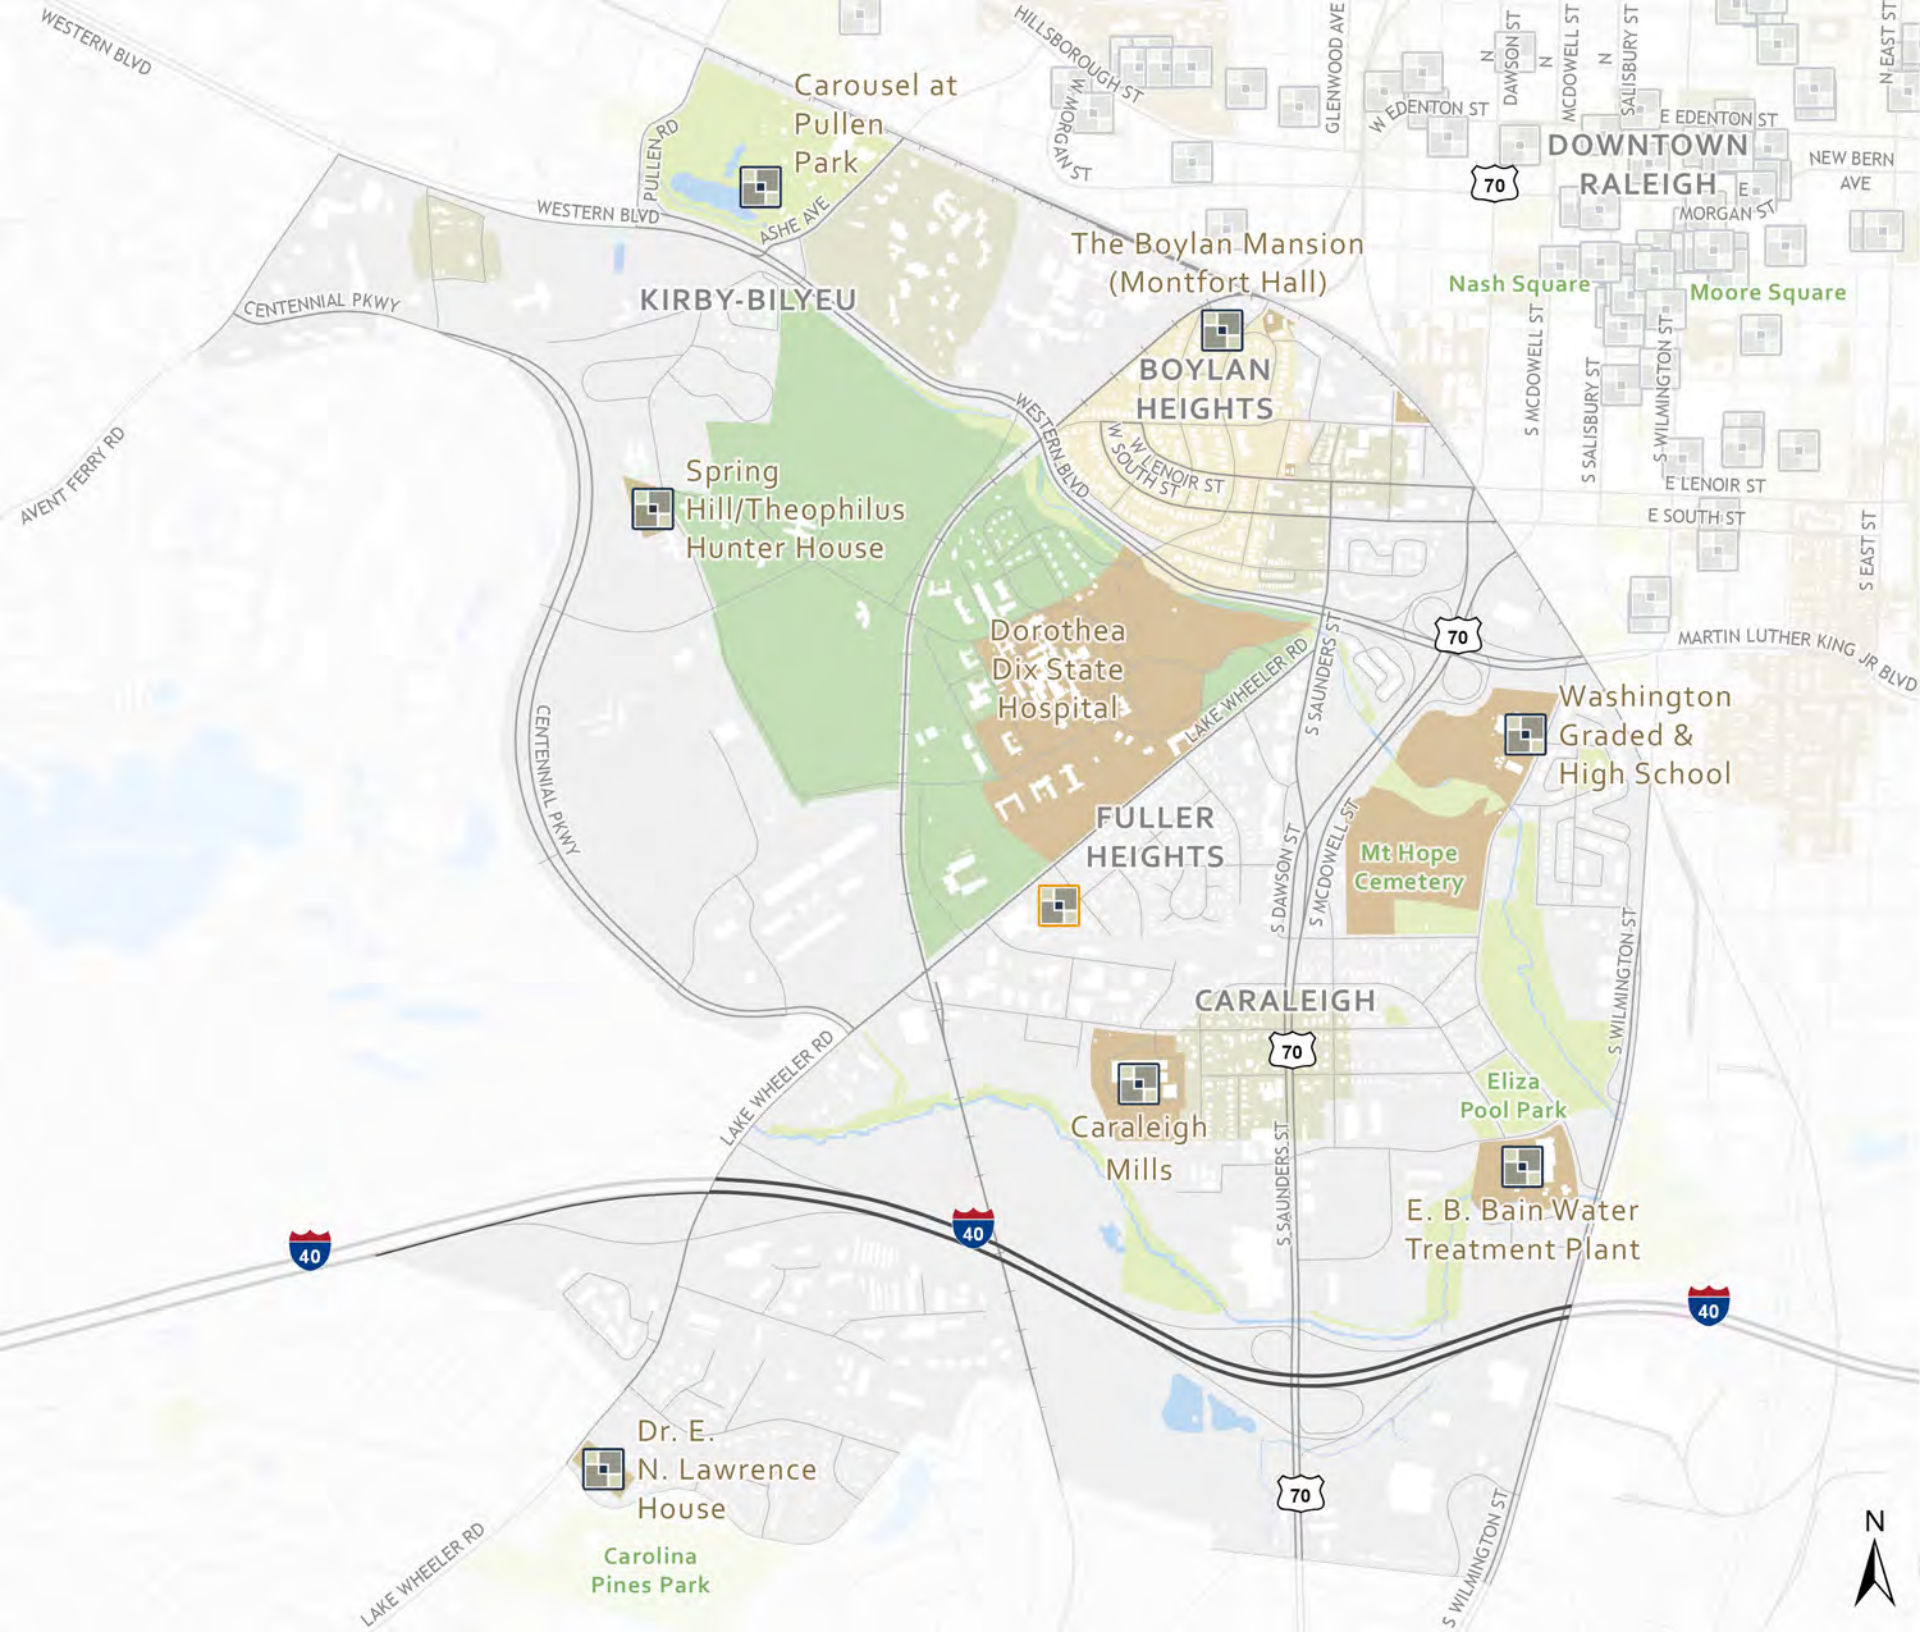 WESTERN BLVD
HILLSBOROUGH ST
W MORGAN ST
GLENWOOD AVE
N
DAWSON ST
N
MCDOWELL ST
N
SALISBURY ST
N EAST ST
W EDENTON ST
E EDENTON ST
DOWNTOWN
RALEIGH
NEW BERN
AVE
E
MORGAN ST
70
Carousel at
Pullen
Park
PULLEN RD
WESTERN BLVD
ASHE AVE
The Boylan Mansion
(Montfort Hall)
Nash Square
Moore Square
KIRBY-BILYEU
CENTENNIAL PKWY
AVENT FERRY RD
BOYLAN
HEIGHTS
WESTERN BLVD
W LENOIR ST
W SOUTH ST
S MCDOWELL ST
S SALISBURY ST
S WILMINGTON ST
E LENOIR ST
E SOUTH ST
S EAST ST
Spring
Hill/Theophilus
Hunter House
Dorothea
Dix State
Hospital
LAKE WHEELER RD
S SAUNDERS ST
70
MARTIN LUTHER KING JR BLVD
Washington
Graded &
High School
CENTENNIAL PKWY
FULLER
HEIGHTS
S DAWSON ST
S MCDOWELL ST
Mt Hope
Cemetery
S WILMINGTON ST
CARALEIGH
70
LAKE WHEELER RD
Caraleigh
Mills
Eliza
Pool Park
S SAUNDERS ST
E. B. Bain Water
Treatment Plant
40
40
40
Dr. E.
N. Lawrence
House
Carolina
Pines Park
LAKE WHEELER RD
70
S WILMINGTON ST
N